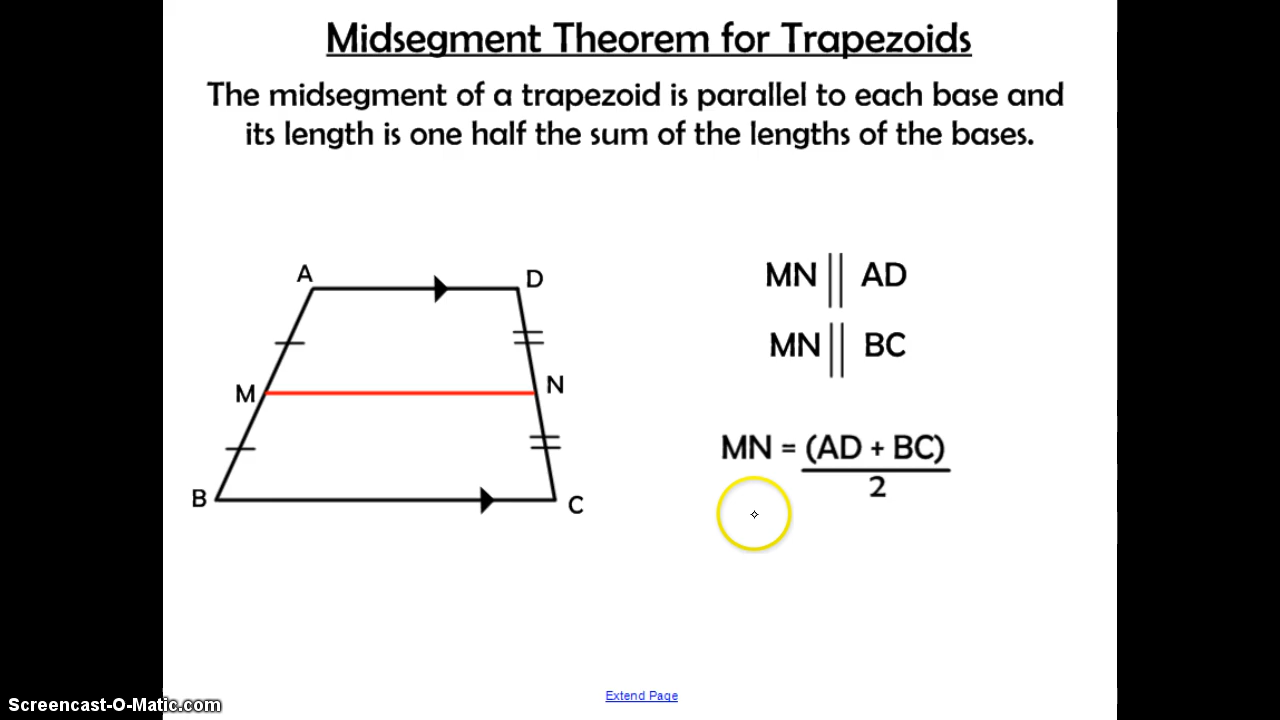 Midsegment Theorem for Trapezoids
The midsegment of a trapezoid is parallel to each base and
its length is one half the sum of the lengths of the bases.
A
D
M
N
B
C
MN || AD
MN || BC
MN = (AD + BC)
2
Extend Page
Screencast-O-Matic.com